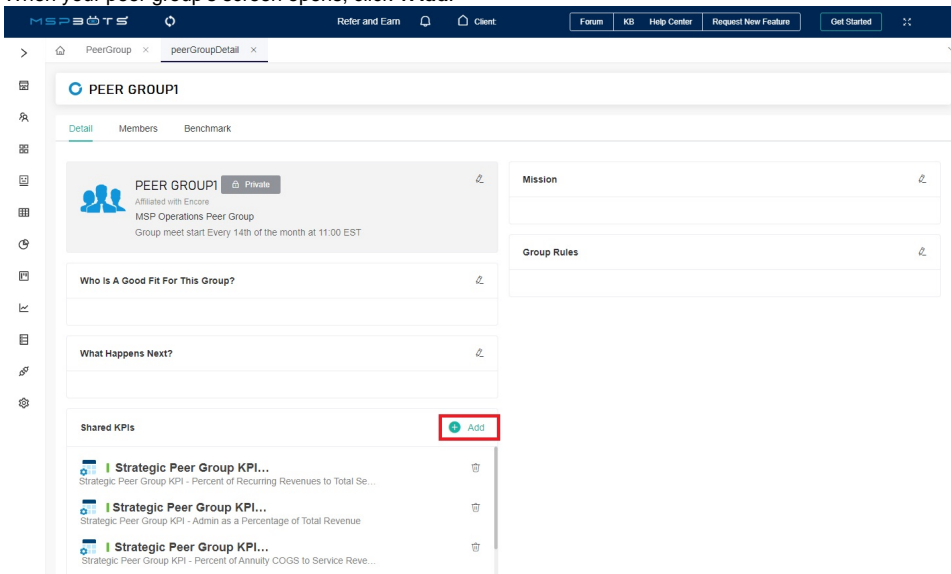 When your peer group's screen opens, click
MSPBOTS Refer and Earn Client: Forum KB Help Center Request New Feature Get Started
PeerGroup × peerGroupDetail ×
PEER GROUP1
Detail Members Benchmark
PEER GROUP1 Private
Affiliated with Encore
MSP Operations Peer Group
Group meet start Every 14th of the month at 11:00 EST
Mission
Group Rules
Who Is A Good Fit For This Group?
What Happens Next?
Shared KPIs Add
Strategic Peer Group KPI...
Strategic Peer Group KPI - Percent of Recurring Revenues to Total Se...
Strategic Peer Group KPI...
Strategic Peer Group KPI - Admin as a Percentage of Total Revenue
Strategic Peer Group KPI...
Strategic Peer Group KPI - Percent of Annuity COGS to Service Reve...